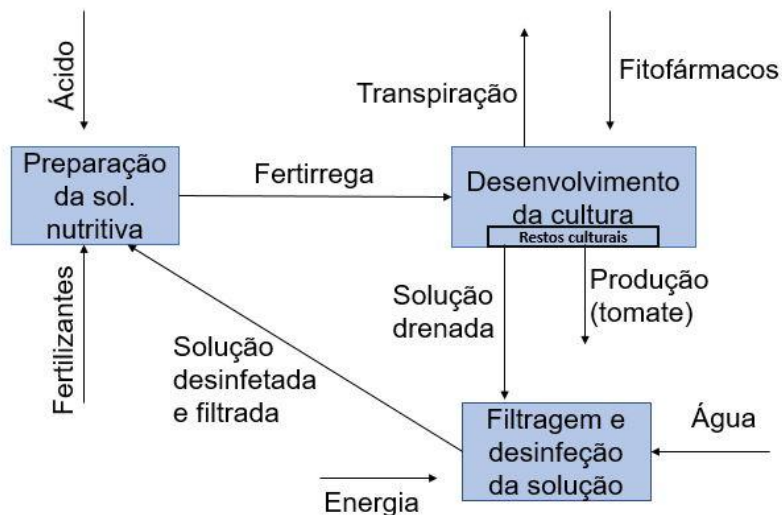 Ácido
Transpiração
Fitofármacos
Preparação
da sol.
nutritiva
Fertirrega
Desenvolvimento
da cultura
Restos culturais
Fertilizantes
Solução
desinfetada
e filtrada
Solução
drenada
Produção
(tomate)
Filtragem e
desinfeção
da solução
Água
Energia